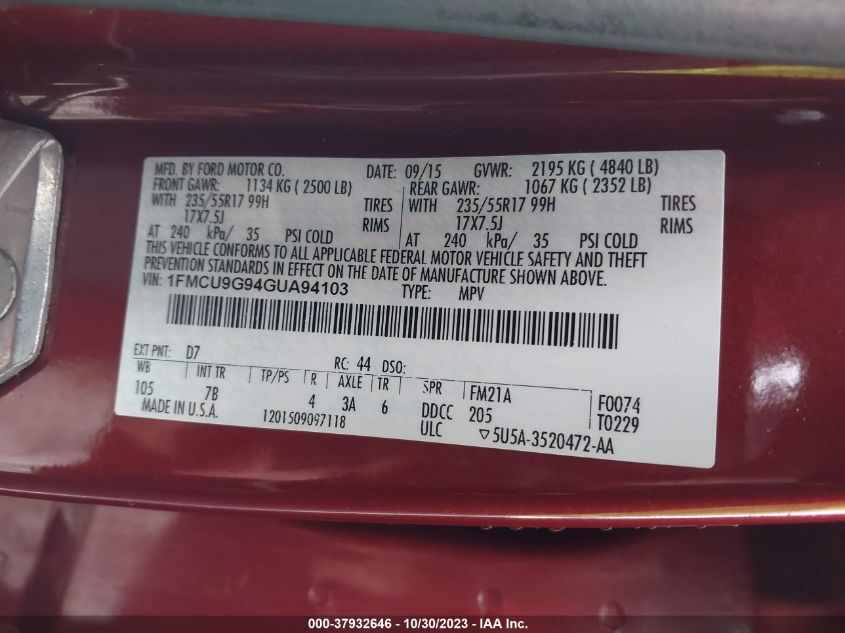 MFD. BY FORD MOTOR CO. DATE: 09/15 GVWR: 2195 KG ( 4840 LB)
FRONT GAWR: 1134 KG ( 2500 LB) REAR GAWR: 1067 KG ( 2352 LB)
WITH 235/55R17 99H TIRES WITH 235/55R17 99H TIRES
17X7.5J RIMS 17X7.5J RIMS
AT 240 kPa/ 35 PSI COLD AT 240 kPa/ 35 PSI COLD
THIS VEHICLE CONFORMS TO ALL APPLICABLE FEDERAL MOTOR VEHICLE SAFETY AND THEFT
PREVENTION STANDARDS IN EFFECT ON THE DATE OF MANUFACTURE SHOWN ABOVE.
VIN: 1FMCU9G94GUA94103 TYPE: MPV
EXT PNT: D7 RC: 44 DSO:
WB INT TR TP/PS R AXLE TR SPR FM21A F0074
105 7B 4 3A 6 DDCC 205 T0229
MADE IN U.S.A. 1201509097118 ULC ▽5U5A-3520472-AA
000-37932646 - 10/30/2023 - IAA Inc.